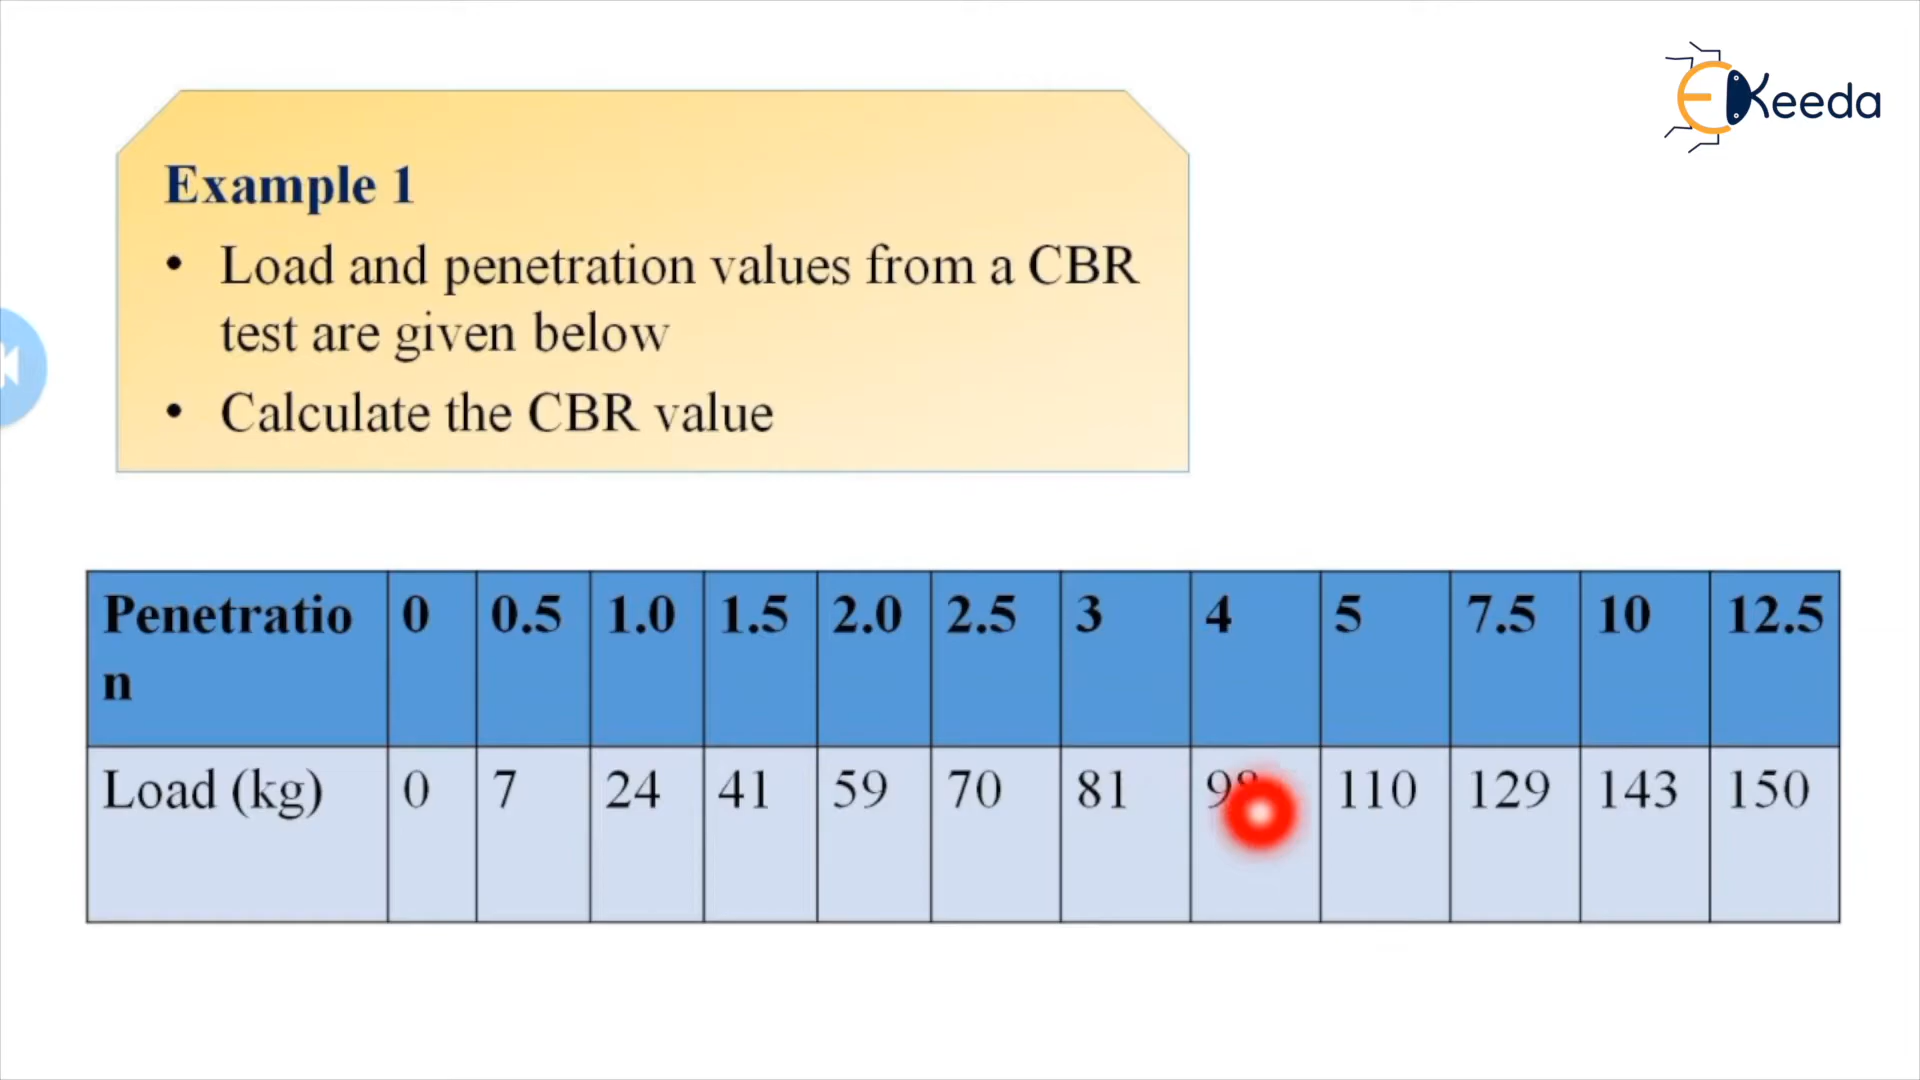 EKeeda
Example 1
• Load and penetration values from a CBR
test are given below
• Calculate the CBR value
Penetratio
n 0 0.5 1.0 1.5 2.0 2.5 3 4 5 7.5 10 12.5
Load (kg) 0 7 24 41 59 70 81 110 129 143 150